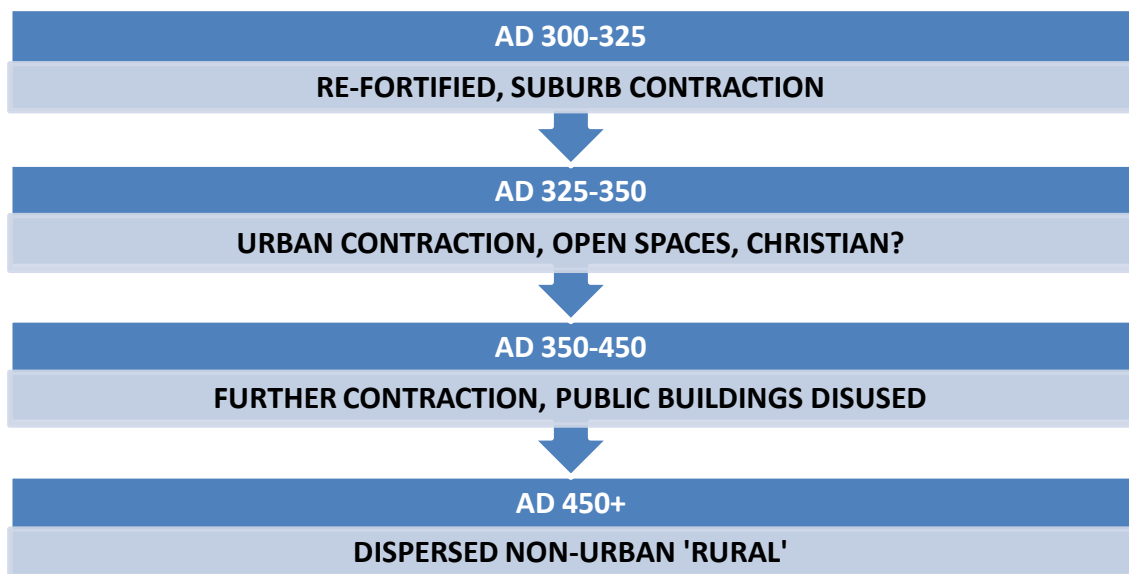 AD 300-325
RE-FORTIFIED, SUBURB CONTRACTION
AD 325-350
URBAN CONTRACTION, OPEN SPACES, CHRISTIAN?
AD 350-450
FURTHER CONTRACTION, PUBLIC BUILDINGS DISUSED
AD 450+
DISPERSED NON-URBAN 'RURAL'